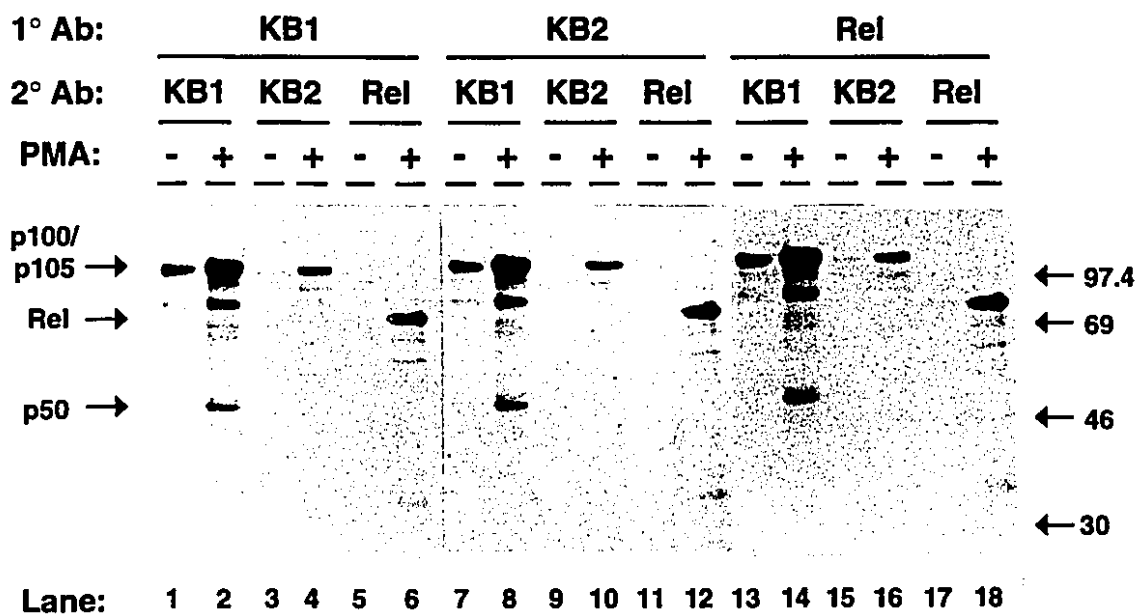 1° Ab: KB1 KB2 Rel
2° Ab: KB1 KB2 Rel KB1 KB2 Rel KB1 KB2 Rel
PMA: - + - + - + - + - + - + - + - + - +
p100/
p105 → ← 97.4
Rel → ← 69
p50 → ← 46
← 30
Lane: 1 2 3 4 5 6 7 8 9 10 11 12 13 14 15 16 17 18